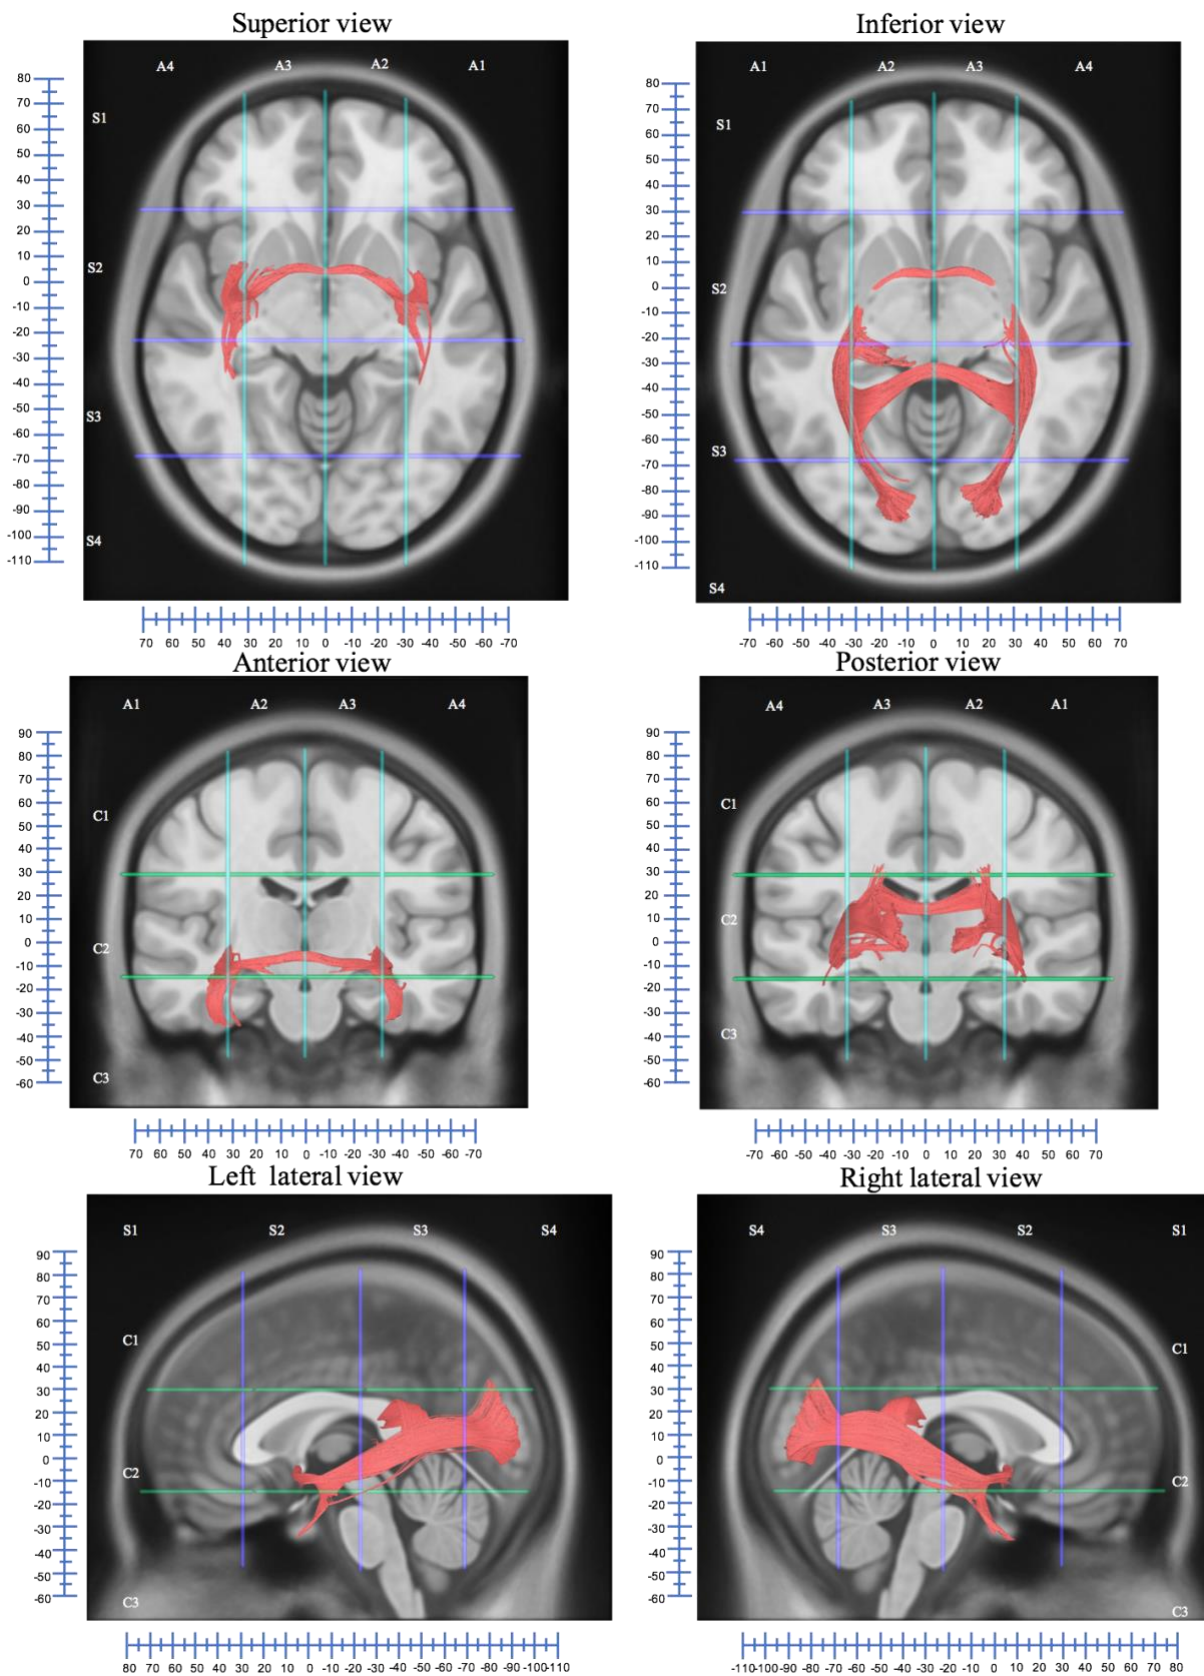 Superior view
Inferior view
A4 A3 A2 A1
A1 A2 A3 A4
80
70
60
50
40
30
20
10
0
-10
-20
-30
-40
-50
-60
-70
-80
-90
-100
-110
S1
S2
S3
S4
80
70
60
50
40
30
20
10
0
-10
-20
-30
-40
-50
-60
-70
-80
-90
-100
-110
S1
S2
S3
S4
70 60 50 40 30 20 10 0 -10 -20 -30 -40 -50 -60 -70
-70 -60 -50 -40 -30 -20 -10 0 10 20 30 40 50 60 70
Anterior view
Posterior view
A1 A2 A3 A4
A4 A3 A2 A1
90
80
70
60
50
40
30
20
10
0
-10
-20
-30
-40
-50
-60
C1
C2
C3
90
80
70
60
50
40
30
20
10
0
-10
-20
-30
-40
-50
-60
C1
C2
C3
70 60 50 40 30 20 10 0 -10 -20 -30 -40 -50 -60 -70
-70 -60 -50 -40 -30 -20 -10 0 10 20 30 40 50 60 70
Left lateral view
Right lateral view
S1 S2 S3 S4
S4 S3 S2 S1
90
80
70
60
50
40
30
20
10
0
-10
-20
-30
-40
-50
-60
C1
C2
C3
90
80
70
60
50
40
30
20
10
0
-10
-20
-30
-40
-50
-60
C1
C2
C3
80 70 60 50 40 30 20 10 0 -10 -20 -30 -40 -50 -60 -70 -80 -90 -100 -110
-110 -100 -90 -80 -70 -60 -50 -40 -30 -20 -10 0 10 20 30 40 50 60 70 80